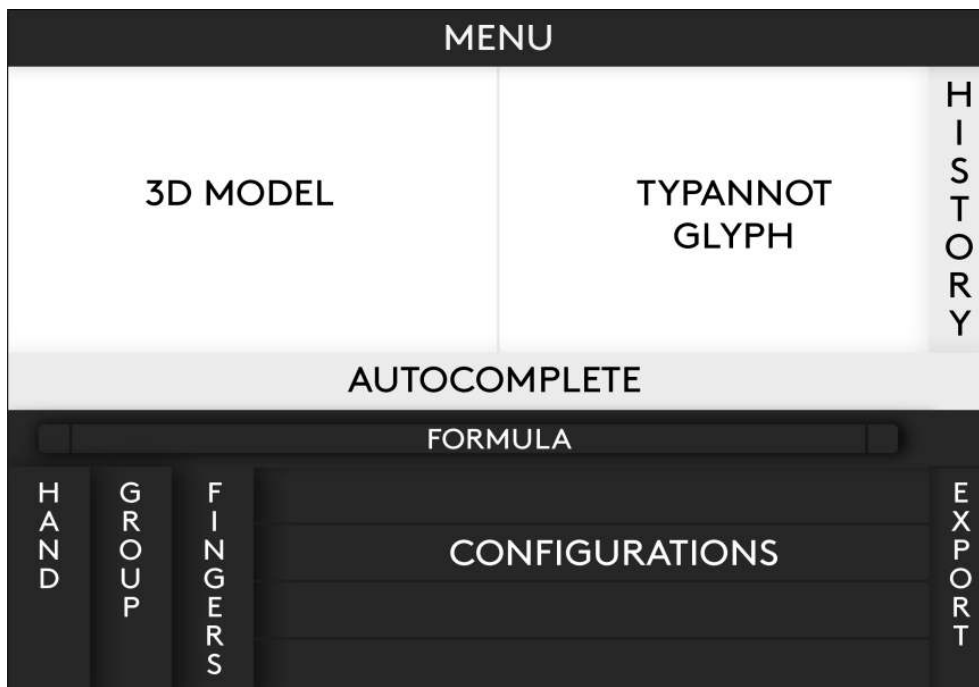 MENU
3D MODEL
TYPANNOT
GLYPH
HISTORY
AUTOCOMPLETE
FORMULA
HAND
GROUP
FINGERS
CONFIGURATIONS
EXPORT